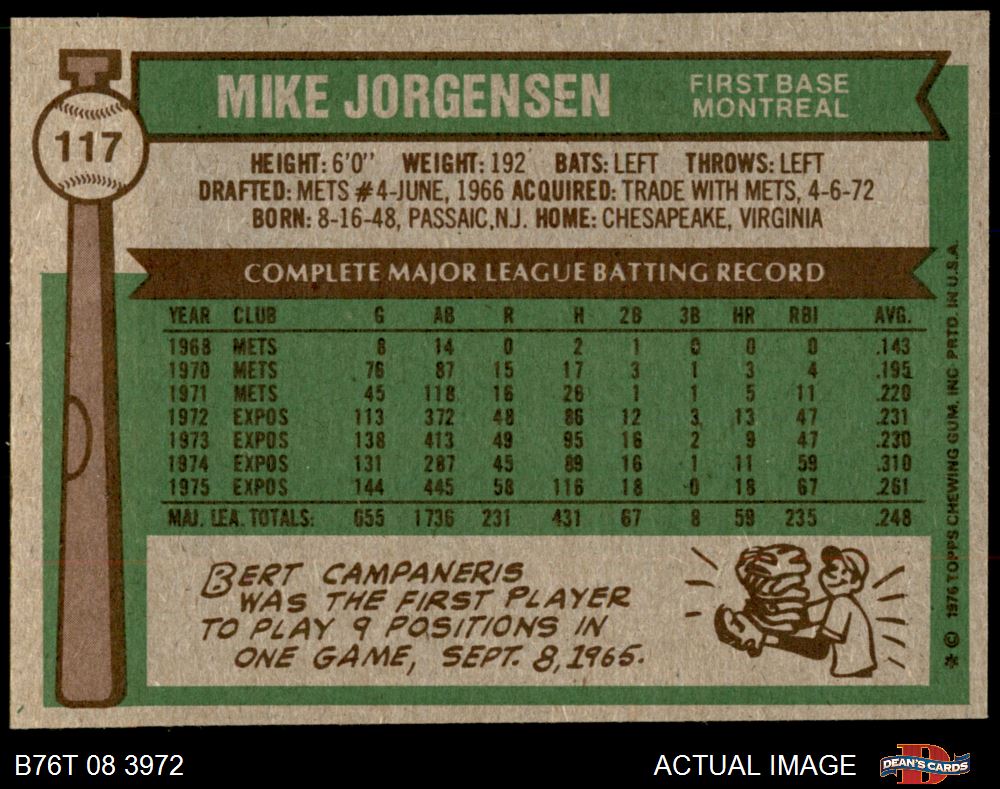 117
MIKE JORGENSEN
FIRST BASE
MONTREAL
HEIGHT: 6'0" WEIGHT: 192 BATS: LEFT THROWS: LEFT
DRAFTED: METS #4-JUNE, 1966 ACQUIRED: TRADE WITH METS, 4-6-72
BORN: 8-16-48, PASSAIC, N.J. HOME: CHESAPEAKE, VIRGINIA
COMPLETE MAJOR LEAGUE BATTING RECORD
YEAR CLUB G AB R H 2B 3B HR RBI AVG.
1968 METS 8 14 0 2 1 0 0 0 .143
1970 METS 76 87 15 17 3 1 3 4 .195
1971 METS 45 118 16 26 1 1 5 11 .220
1972 EXPOS 113 372 48 86 12 3 13 47 .231
1973 EXPOS 138 413 49 95 16 2 9 47 .230
1974 EXPOS 131 287 45 89 16 1 11 59 .310
1975 EXPOS 144 445 58 116 18 0 18 67 .261
MAJ. LEA. TOTALS: 655 1736 231 431 67 8 59 235 .248
BERT CAMPANERIS
WAS THE FIRST PLAYER
TO PLAY 9 POSITIONS IN
ONE GAME, SEPT. 8, 1965.
* © 1976 TOPPS CHEWING GUM, INC PRTD. IN U.S.A.
B76T 08 3972
ACTUAL IMAGE
DEAN'S CARDS